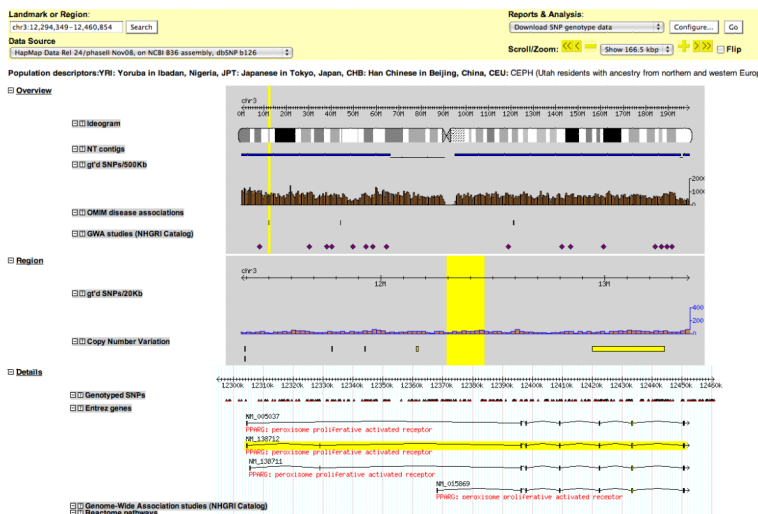 Landmark or Region:
chr3:12,294,349-12,460,854 Search
Reports & Analysis:
Download SNP genotype data Configure... Go
Data Source
HapMap Data Rel 24/phaseII Nov08, on NCBI B36 assembly, dbSNP b126
Scroll/Zoom: << Show 166.5 kbp >> Flip
Population descriptors:YRI: Yoruba in Ibadan, Nigeria, JPT: Japanese in Tokyo, Japan, CHB: Han Chinese in Beijing, China, CEU: CEPH (Utah residents with ancestry from northern and western Euro
Overview
chr3
0M 10M 20M 30M 40M 50M 60M 70M 80M 90M 100M 110M 120M 130M 140M 150M 160M 170M 180M 190M
Ideogram
NT contigs
gt'd SNPs/500Kb
2000
1000
0
OMIM disease associations
GWA studies (NHGRI Catalog)
Region
chr3
12M 13M
gt'd SNPs/20Kb
400
200
0
Copy Number Variation
Details
12300k 12310k 12320k 12330k 12340k 12350k 12360k 12370k 12380k 12390k 12400k 12410k 12420k 12430k 12440k 12450k 12460k
Genotyped SNPs
Entrez genes
NM_005037
PPARG: peroxisome proliferative activated receptor
NM_138712
PPARG: peroxisome proliferative activated receptor
NM_138711
PPARG: peroxisome proliferative activated receptor
NM_015869
PPARG: peroxisome proliferative activated receptor
Genome-Wide Association studies (NHGRI Catalog)
Reactome pathways